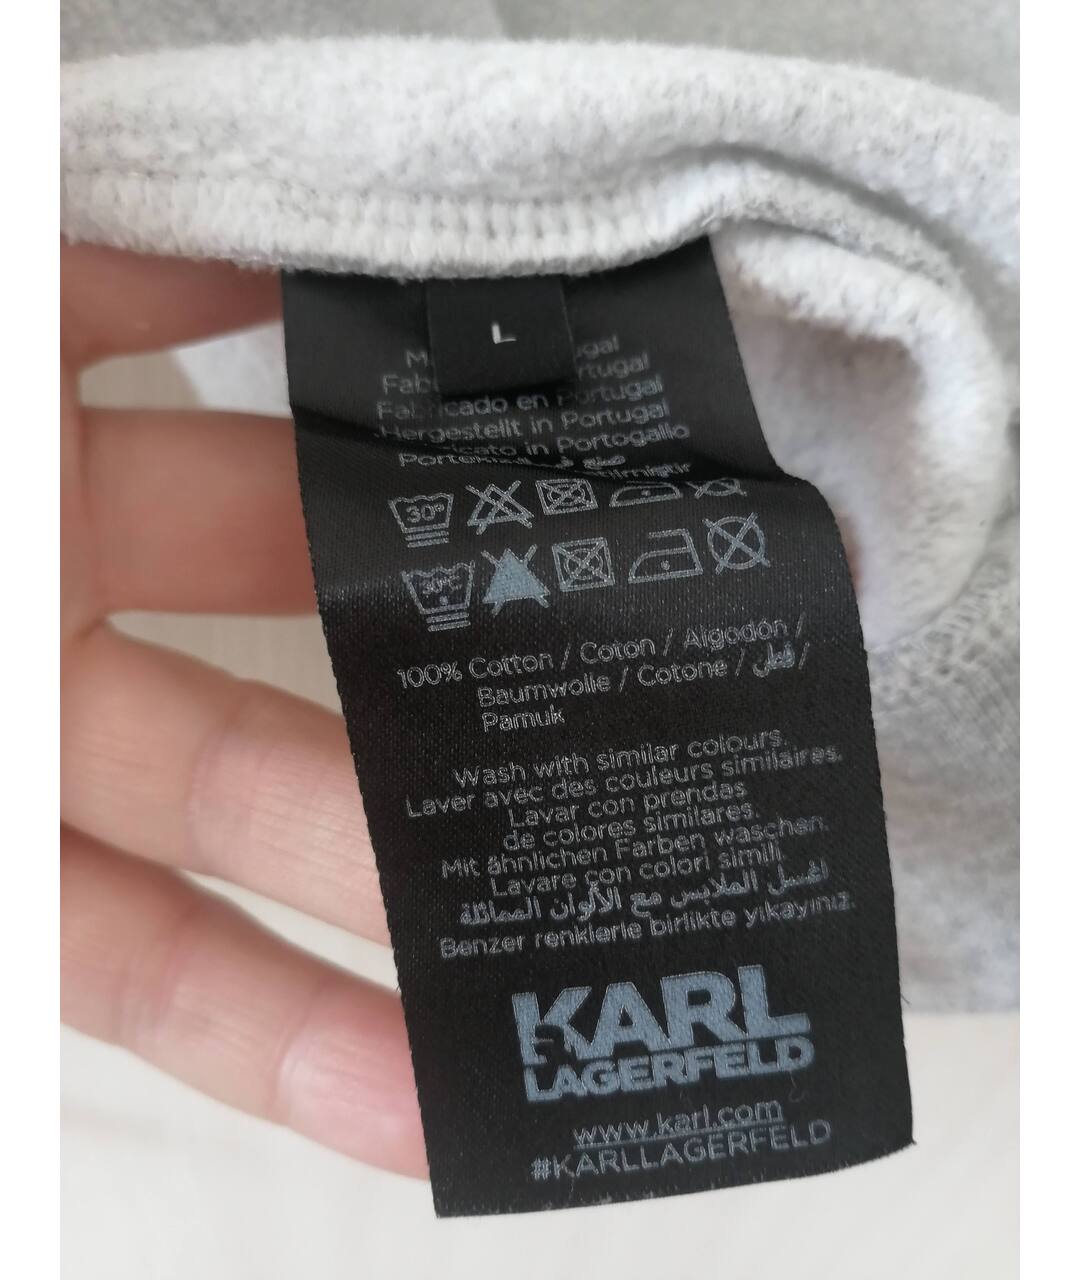 L
Fabricado en Portugal
Hergestellt in Portugal
in Portogallo
30°
30°C
100% Cotton / Coton / Algodón /
Baumwolle / Cotone / قطن /
Pamuk
Wash with similar colours.
Laver avec des couleurs similaires.
Lavar con prendas
de colores similares.
Mit ähnlichen Farben waschen.
Lavare con colori simili.
اغسل الملابس مع الألوان المماثلة
Benzer renklerle birlikte yıkayınız.
KARL
LAGERFELD
www.karl.com
#KARLLAGERFELD